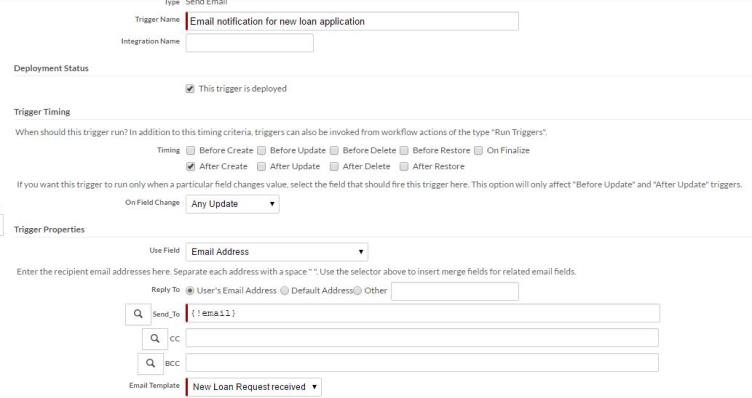 Type Send Email
Trigger Name Email notification for new loan application
Integration Name
Deployment Status
This trigger is deployed
Trigger Timing
When should this trigger run? In addition to this timing criteria, triggers can also be invoked from workflow actions of the type "Run Triggers".
Timing Before Create Before Update Before Delete Before Restore On Finalize
After Create After Update After Delete After Restore
If you want this trigger to run only when a particular field changes value, select the field that should fire this trigger here. This option will only affect "Before Update" and "After Update" triggers.
On Field Change Any Update
Trigger Properties
Use Field Email Address
Enter the recipient email addresses here. Separate each address with a space " ". Use the selector above to insert merge fields for related email fields.
Reply To User's Email Address Default Address Other
Send_To {!email}
CC
BCC
Email Template New Loan Request received